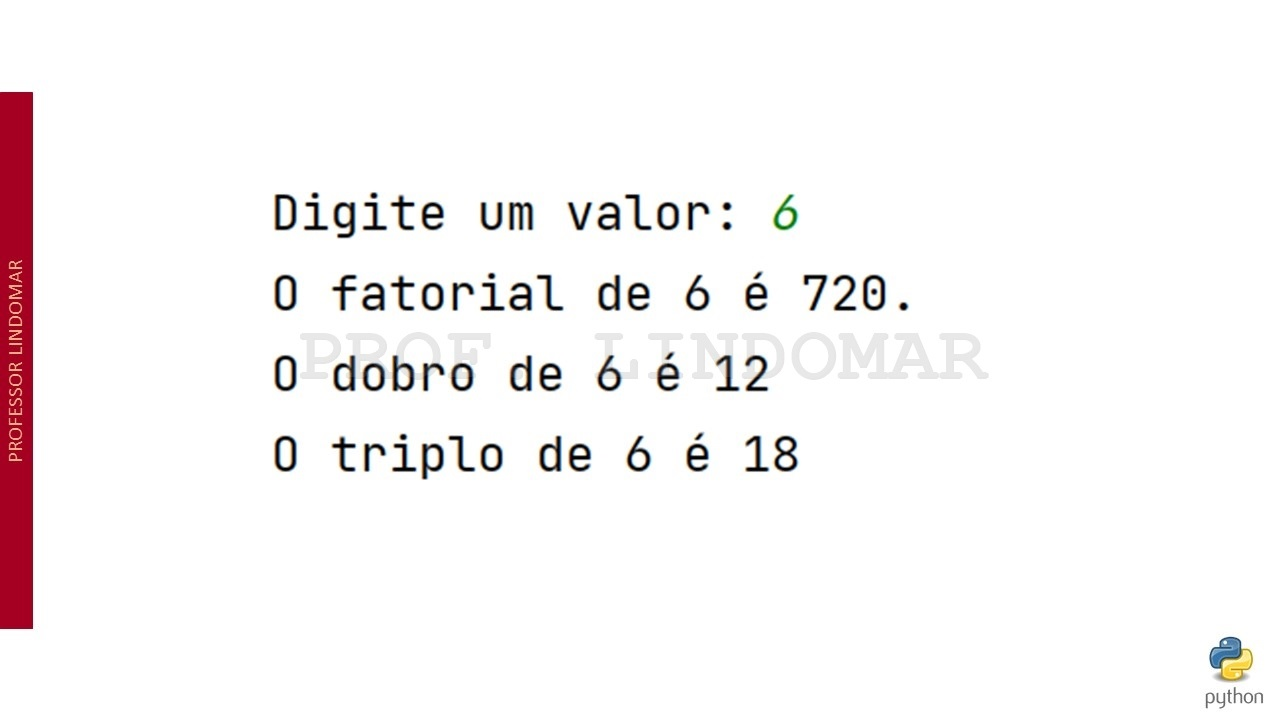 PROFESSOR LINDOMAR
Digite um valor: 6
O fatorial de 6 é 720.
PROF. LINDOMAR
O dobro de 6 é 12
O triplo de 6 é 18
python